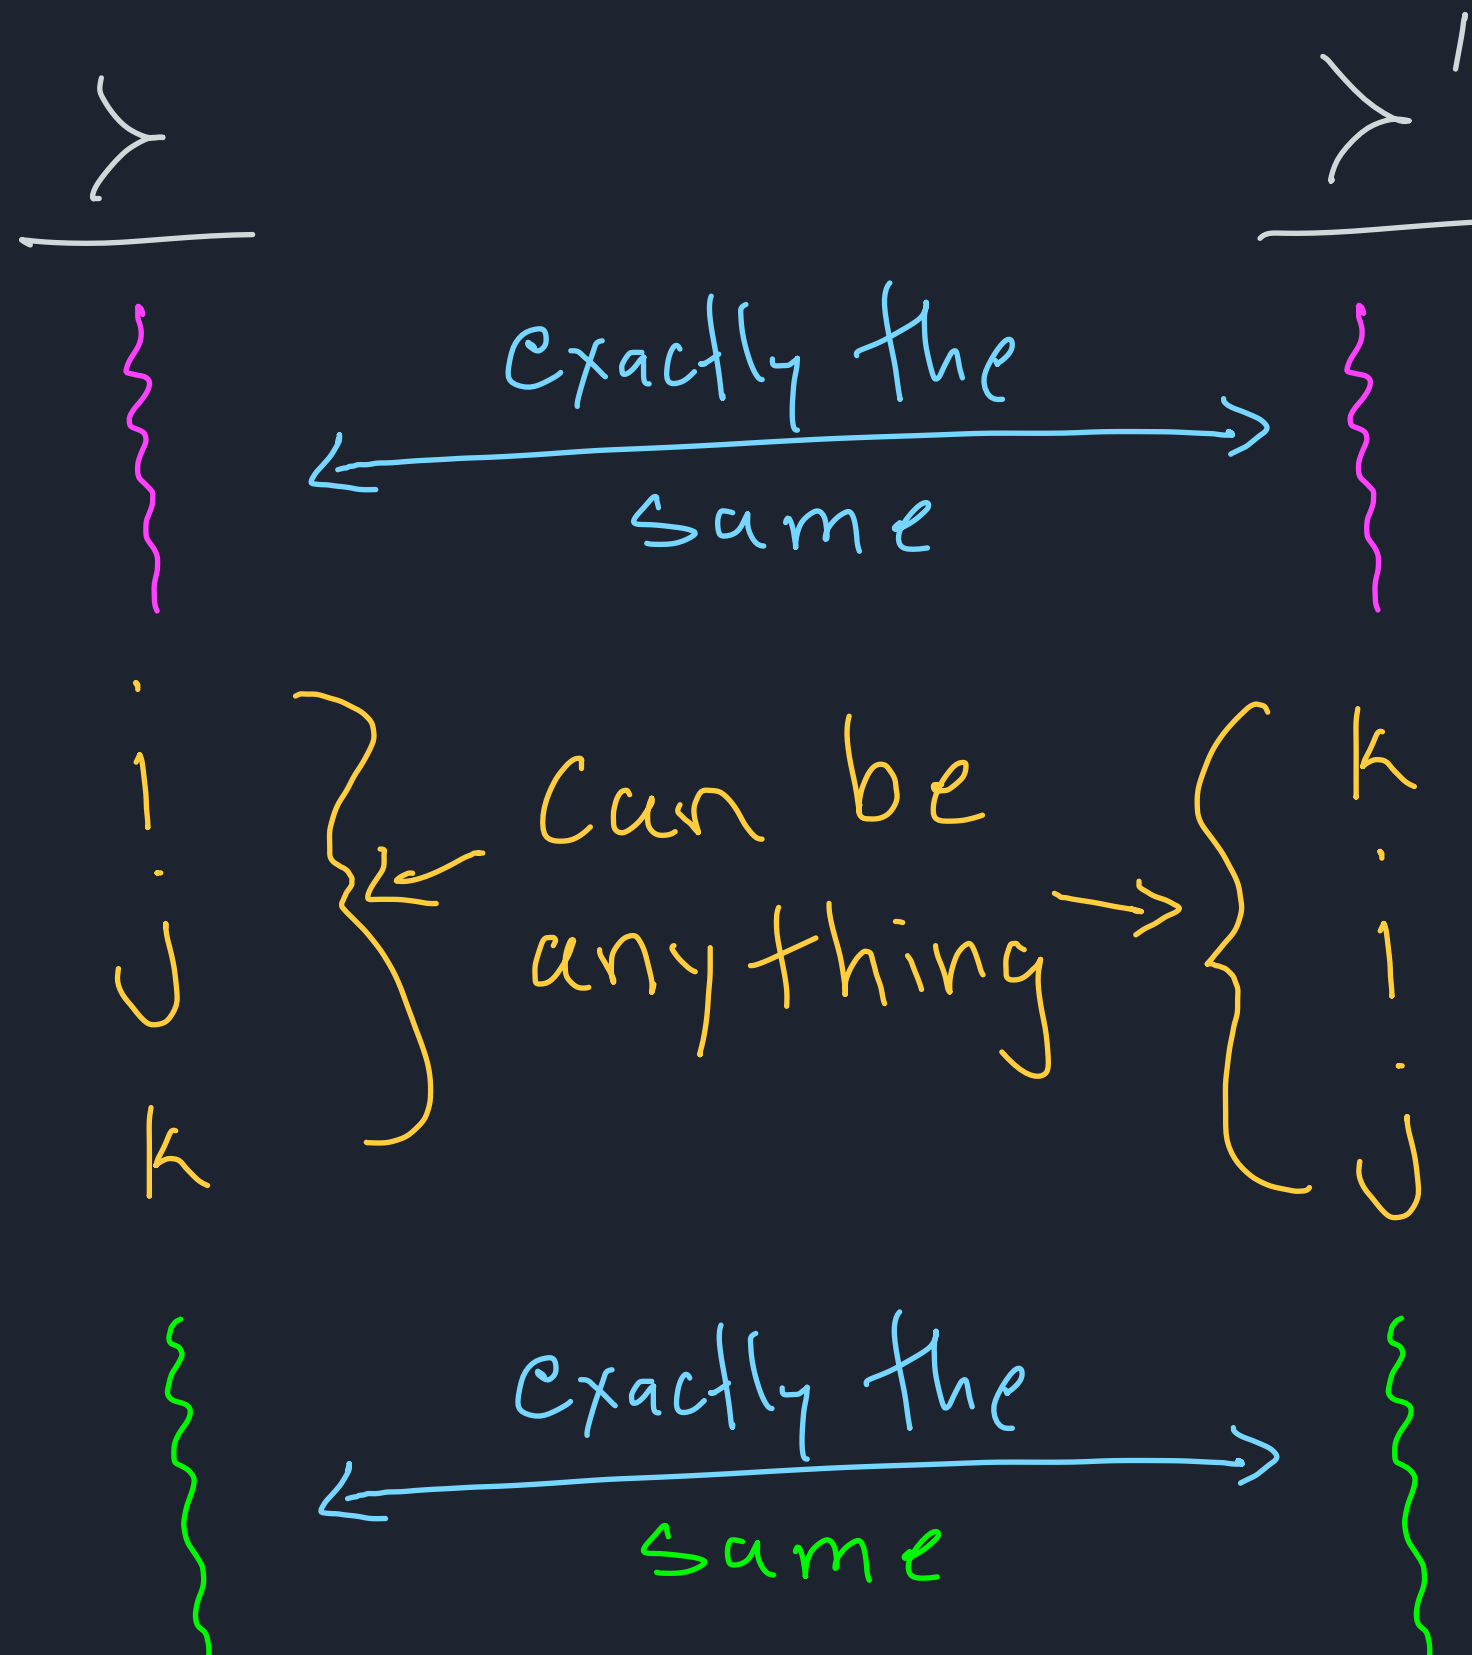 ≻ ≻'
exactly the
same
i k
can be
j i
anything
k j
exactly the
same